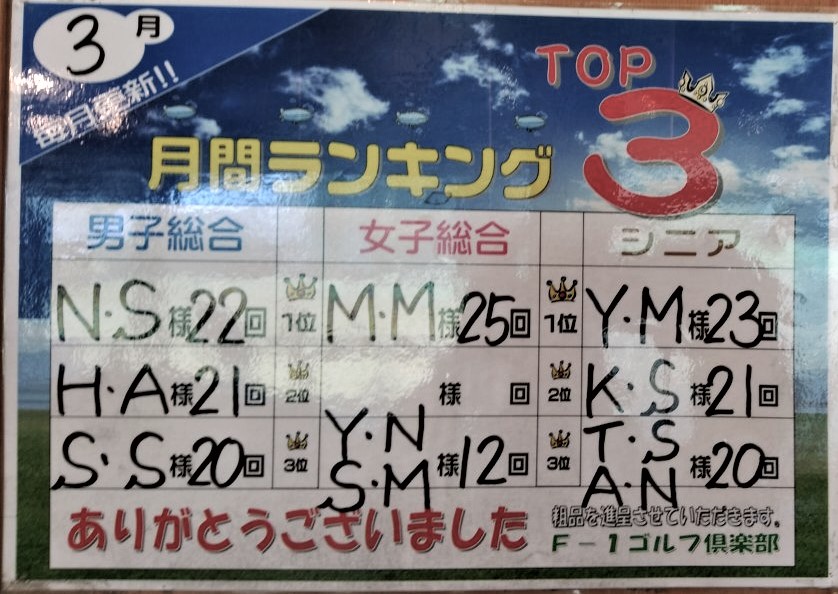 3月
毎月更新!!
TOP
3
月間ランキング
男子総合 女子総合 シニア
N・S様22回 1位 M・M様25回 1位 Y・M様23回
H・A様21回 2位 様 回 2位 K・S様21回
S・S様20回 3位 Y・N S・M様12回 3位 T・S A・N様20回
ありがとうございました
粗品を進呈させていただきます。
F-1ゴルフ倶楽部